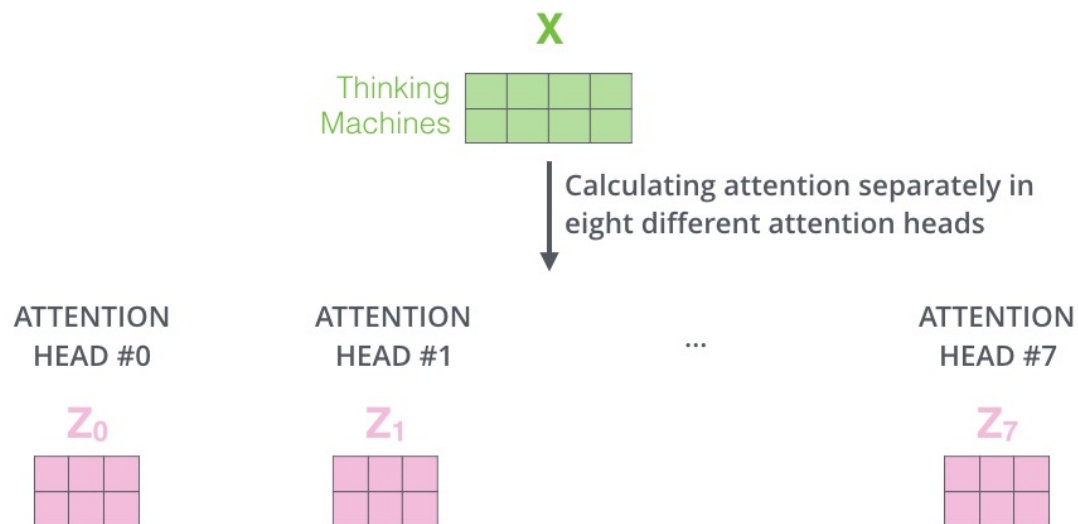 X
Thinking
Machines
Calculating attention separately in
eight different attention heads
ATTENTION
HEAD #0
ATTENTION
HEAD #1
...
ATTENTION
HEAD #7
Z0
Z1
Z7